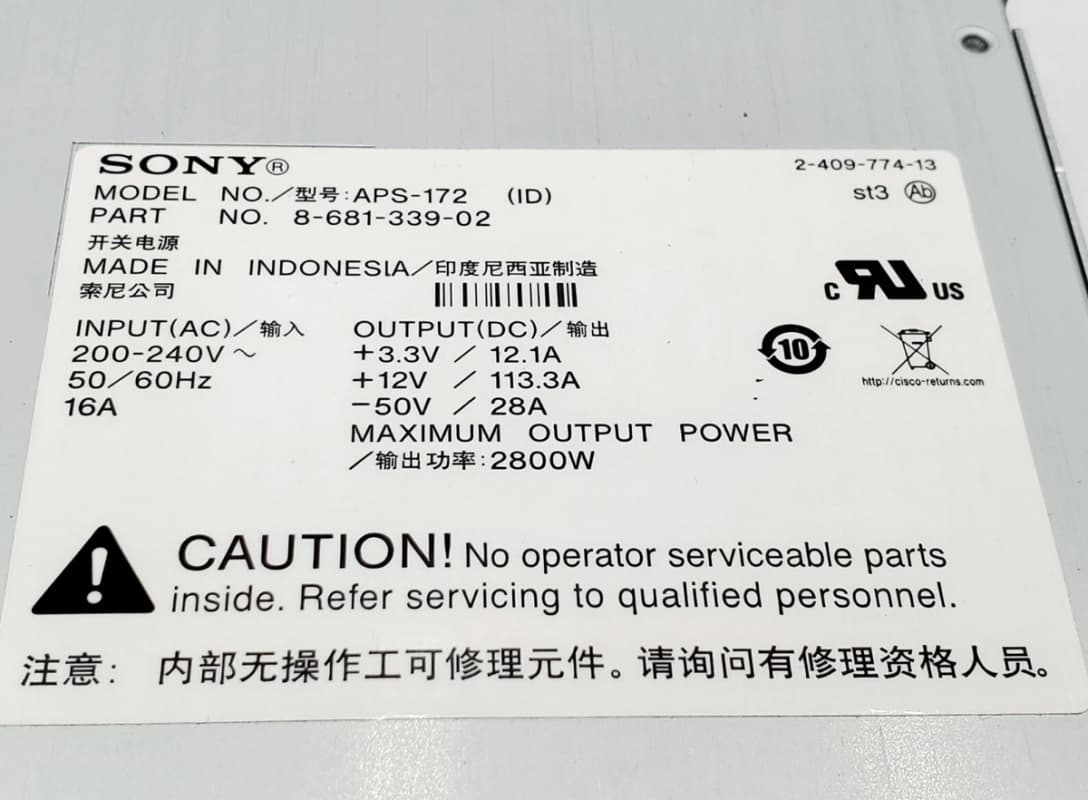 SONY®
2-409-774-13
MODEL NO./型号:APS-172 (ID)
st3 Ab
PART NO. 8-681-339-02
开关电源
MADE IN INDONESIA/印度尼西亚制造
索尼公司
c RU US
INPUT(AC)/输入
200-240V～
50/60Hz
16A
OUTPUT(DC)/输出
+3.3V / 12.1A
+12V / 113.3A
-50V / 28A
MAXIMUM OUTPUT POWER
/输出功率:2800W
10
http://cisco-returns.com
CAUTION! No operator serviceable parts
inside. Refer servicing to qualified personnel.
注意: 内部无操作工可修理元件。请询问有修理资格人员。